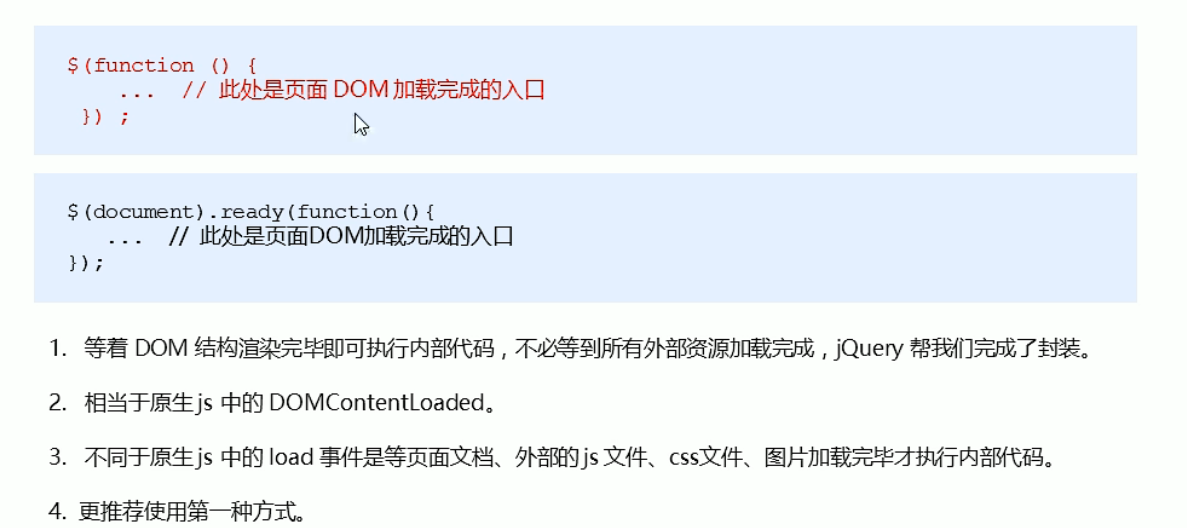 $(function () {
... // 此处是页面 DOM 加载完成的入口
}) ;
$(document).ready(function(){
... // 此处是页面DOM加载完成的入口
});
1. 等着 DOM 结构渲染完毕即可执行内部代码，不必等到所有外部资源加载完成，jQuery 帮我们完成了封装。
2. 相当于原生 js 中的 DOMContentLoaded。
3. 不同于原生 js 中的 load 事件是等页面文档、外部的 js 文件、css文件、图片加载完毕才执行内部代码。
4. 更推荐使用第一种方式。